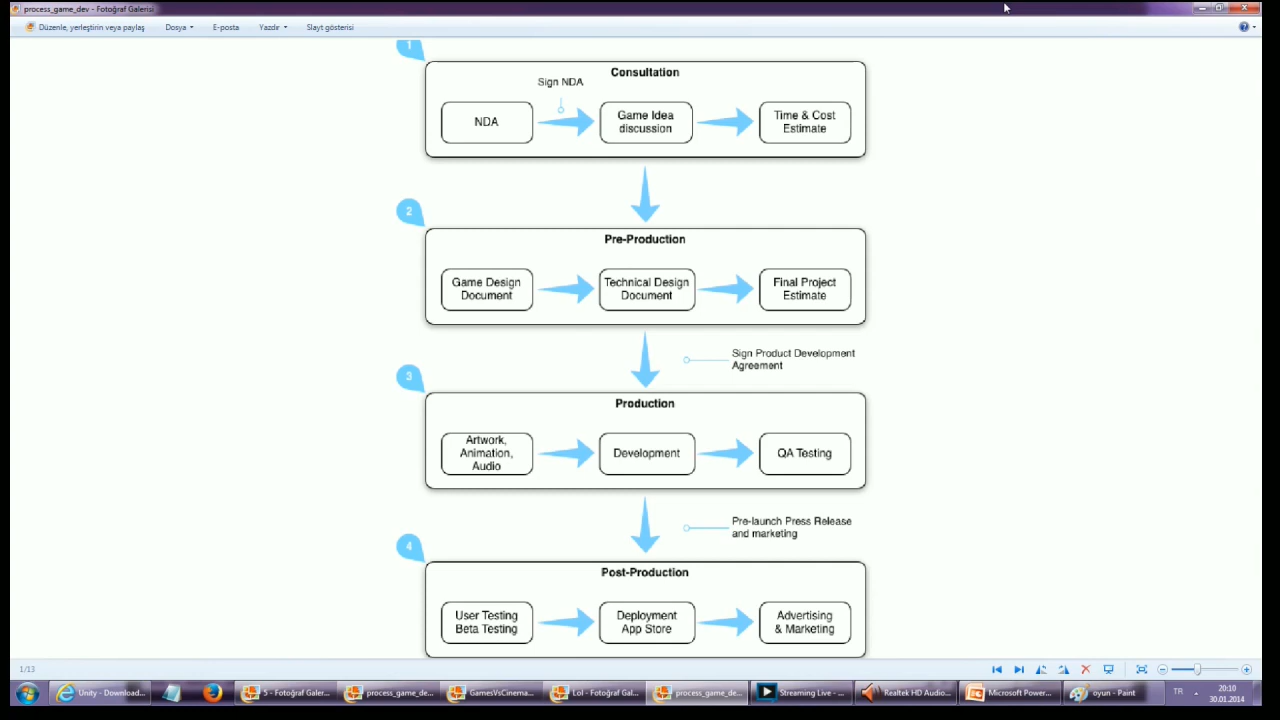 process_game_dev - Fotoğraf Galerisi
Düzenle, yerleştirin veya paylaş Dosya E-posta Yazdır Slayt gösterisi
1
Consultation
Sign NDA
NDA
Game Idea
discussion
Time & Cost
Estimate
2
Pre-Production
Game Design
Document
Technical Design
Document
Final Project
Estimate
Sign Product Development
Agreement
3
Production
Artwork,
Animation,
Audio
Development
QA Testing
Pre-launch Press Release
and marketing
4
Post-Production
User Testing
Beta Testing
Deployment
App Store
Advertising
& Marketing
1/13
Unity - Download... 5 - Fotoğraf Galer... process_game_de... GamesVsCinema... Lol - Fotoğraf Gal... process_game_de... Streaming Live - ... Realtek HD Audio... Microsoft Power... oyun - Paint TR 20:10
30.01.2014